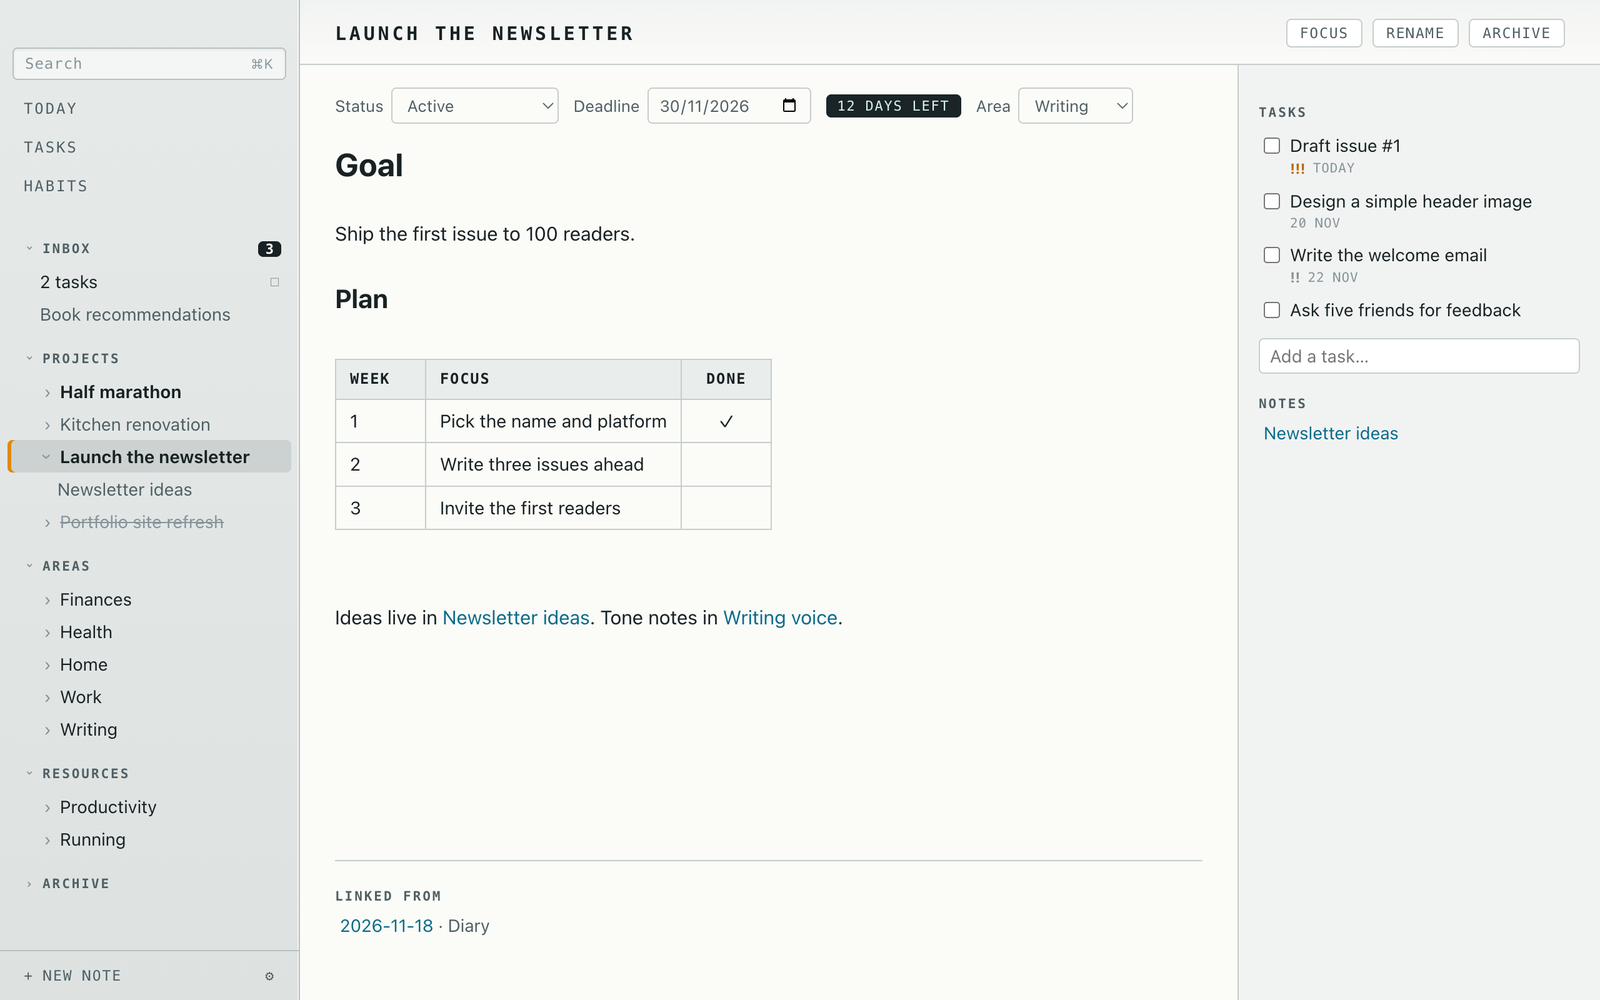 Search ⌘K
TODAY
TASKS
HABITS
INBOX 3
2 tasks
Book recommendations
PROJECTS
Half marathon
Kitchen renovation
Launch the newsletter
Newsletter ideas
Portfolio site refresh
AREAS
Finances
Health
Home
Work
Writing
RESOURCES
Productivity
Running
ARCHIVE
+ NEW NOTE
LAUNCH THE NEWSLETTER
FOCUS RENAME ARCHIVE
Status Active Deadline 30/11/2026 12 DAYS LEFT Area Writing
Goal
Ship the first issue to 100 readers.
Plan
WEEK FOCUS DONE
1 Pick the name and platform ✓
2 Write three issues ahead
3 Invite the first readers
Ideas live in Newsletter ideas. Tone notes in Writing voice.
LINKED FROM
2026-11-18 · Diary
TASKS
Draft issue #1
!!! TODAY
Design a simple header image
20 NOV
Write the welcome email
!! 22 NOV
Ask five friends for feedback
Add a task...
NOTES
Newsletter ideas